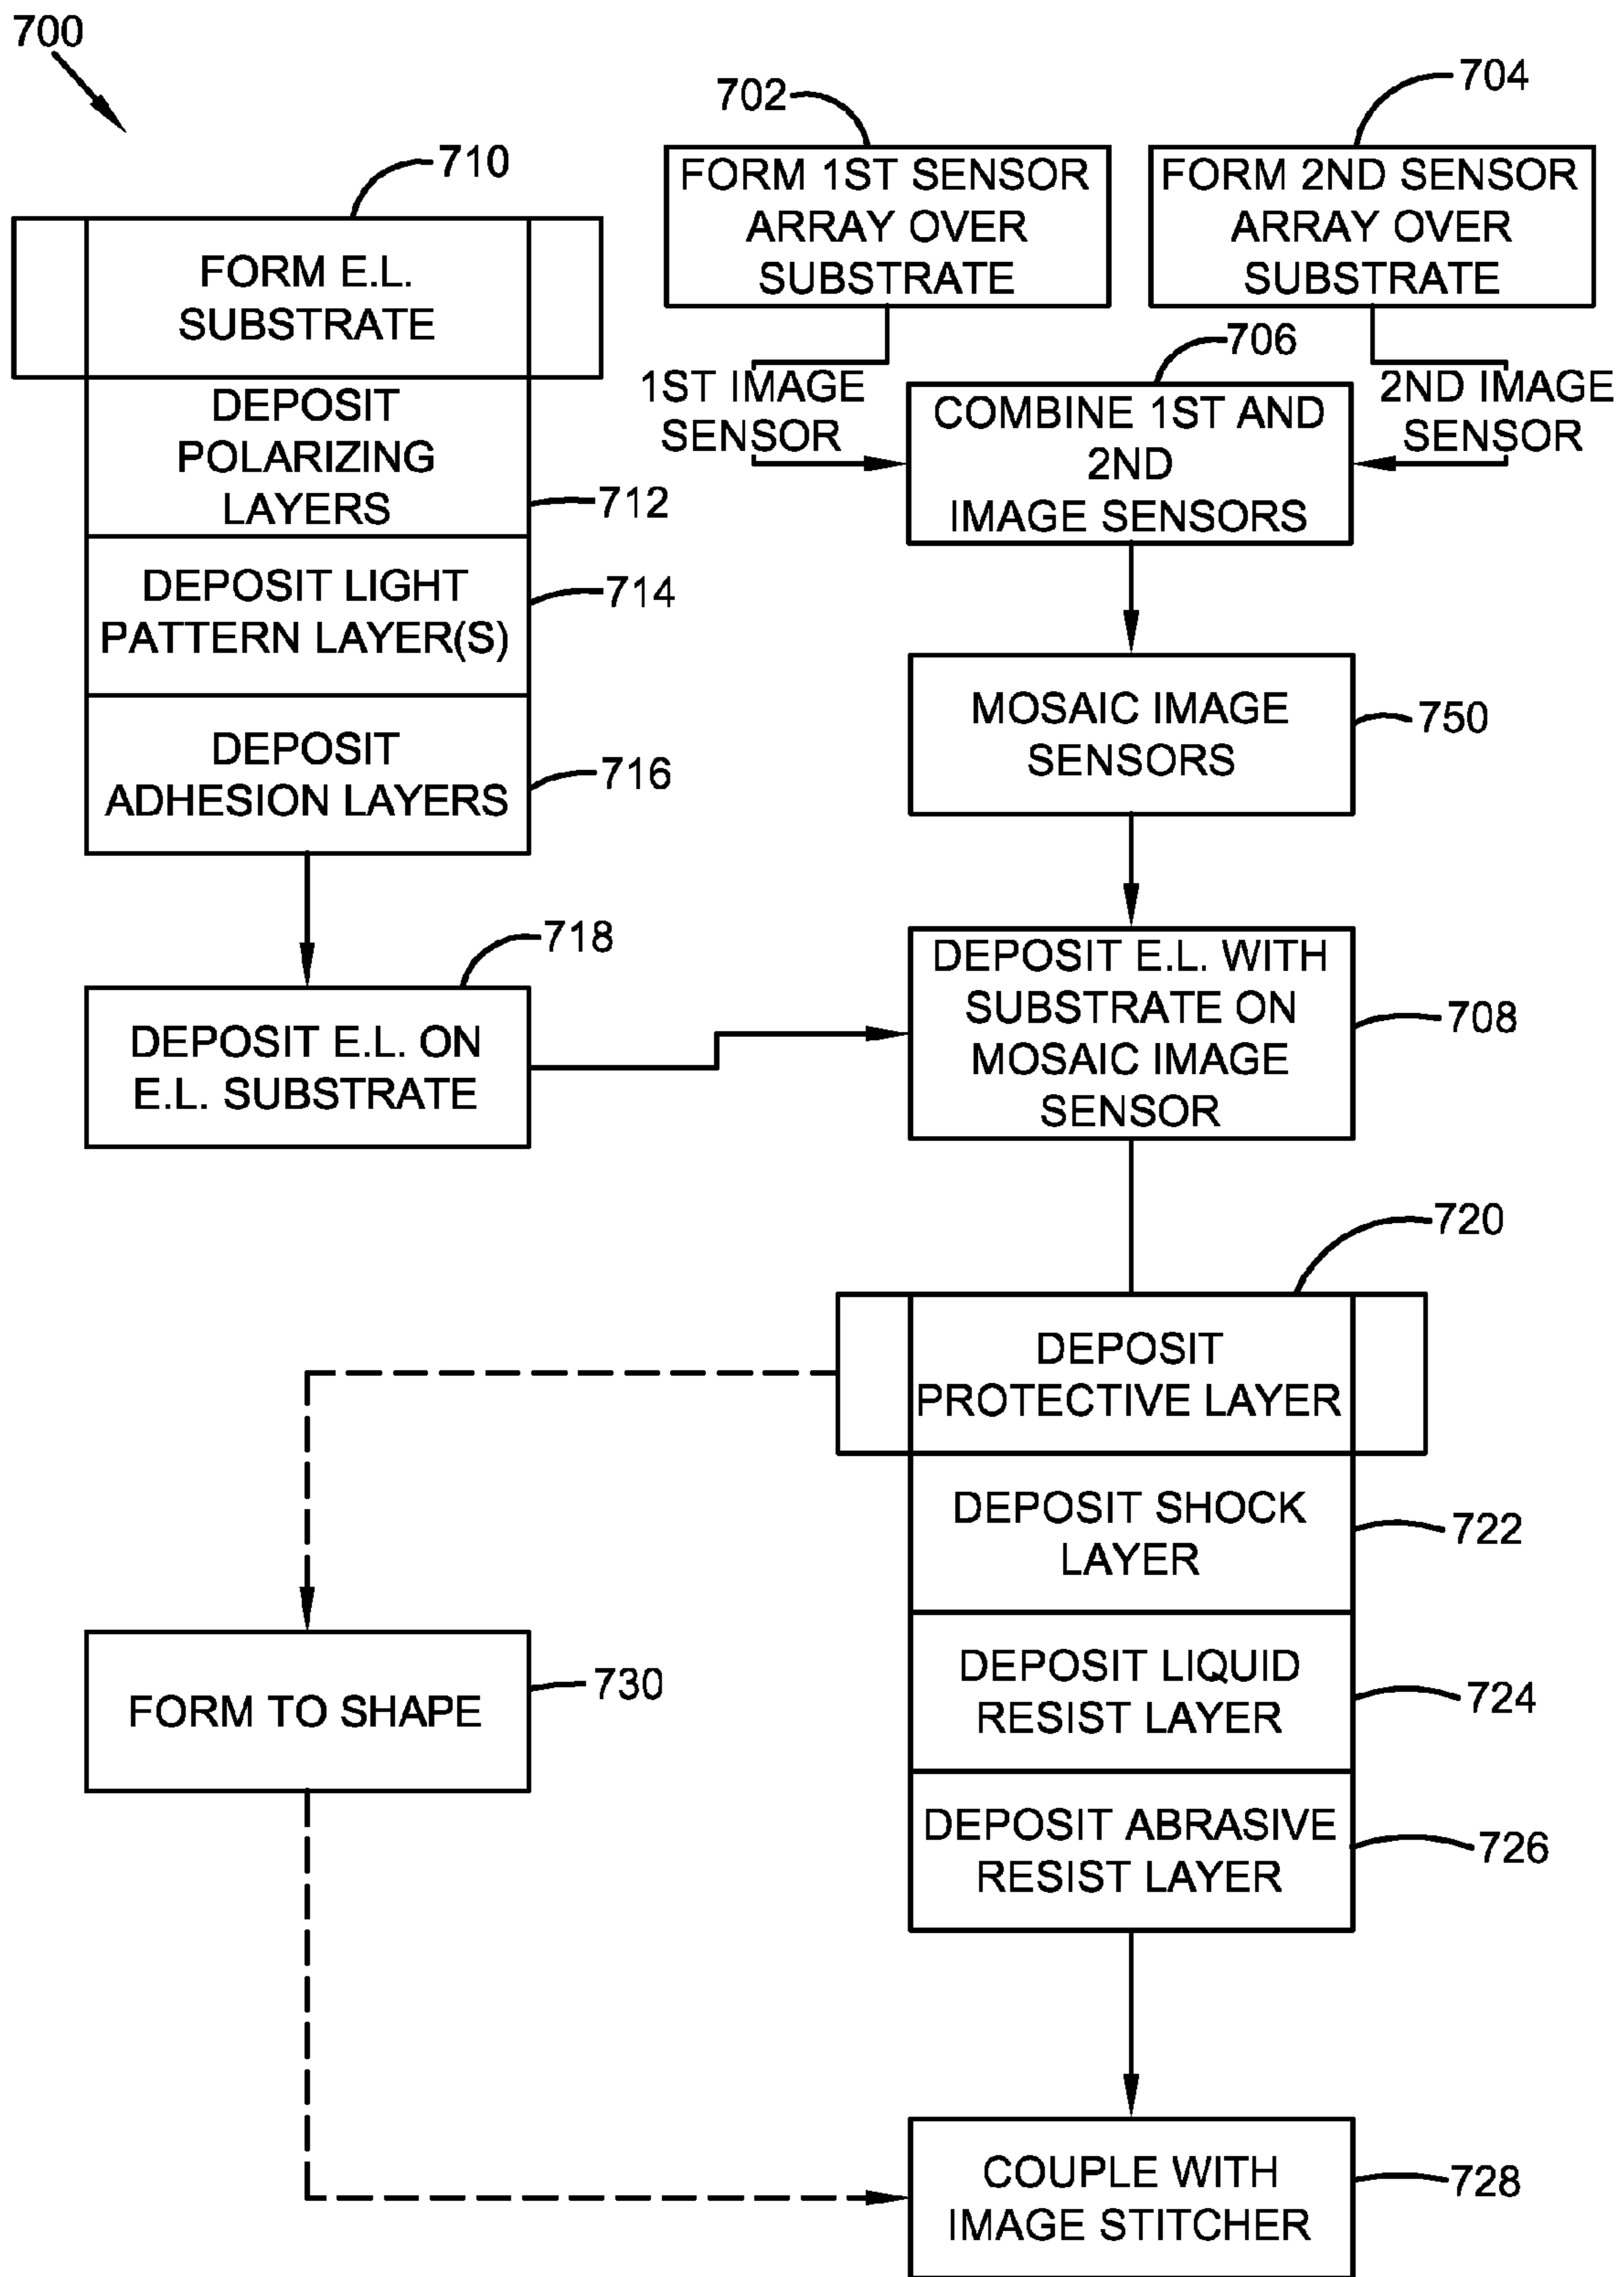 700
710
FORM E.L.
SUBSTRATE
DEPOSIT
POLARIZING
LAYERS
712
DEPOSIT LIGHT
PATTERN LAYER(S)
714
DEPOSIT
ADHESION LAYERS
716
718
DEPOSIT E.L. ON
E.L. SUBSTRATE
702
FORM 1ST SENSOR
ARRAY OVER
SUBSTRATE
704
FORM 2ND SENSOR
ARRAY OVER
SUBSTRATE
1ST IMAGE
SENSOR
2ND IMAGE
SENSOR
706
COMBINE 1ST AND
2ND
IMAGE SENSORS
MOSAIC IMAGE
SENSORS
750
DEPOSIT E.L. WITH
SUBSTRATE ON
MOSAIC IMAGE
SENSOR
708
720
DEPOSIT
PROTECTIVE LAYER
DEPOSIT SHOCK
LAYER
722
DEPOSIT LIQUID
RESIST LAYER
724
DEPOSIT ABRASIVE
RESIST LAYER
726
FORM TO SHAPE
730
COUPLE WITH
IMAGE STITCHER
728